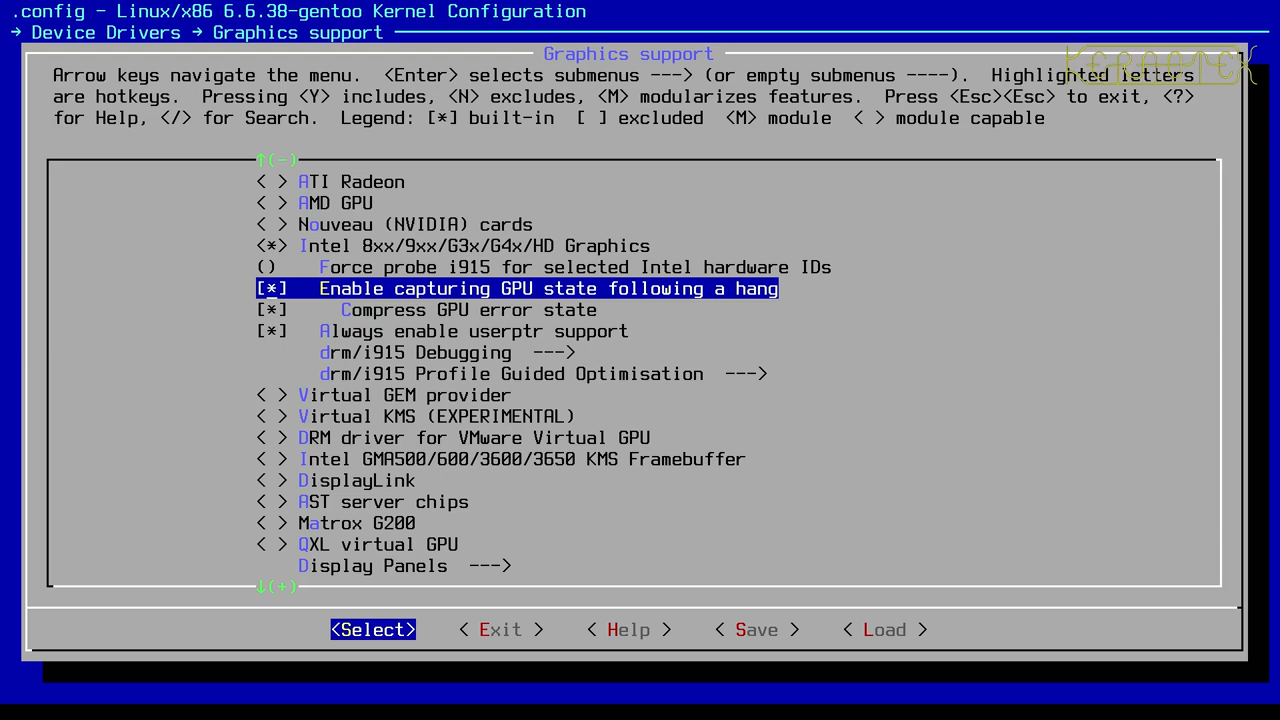 .config - Linux/x86 6.6.38-gentoo Kernel Configuration
→ Device Drivers → Graphics support
Graphics support
Arrow keys navigate the menu.  <Enter> selects submenus ---> (or empty submenus ----).  Highlighted letters
are hotkeys.  Pressing <Y> includes, <N> excludes, <M> modularizes features.  Press <Esc><Esc> to exit, <?>
for Help, </> for Search.  Legend: [*] built-in  [ ] excluded  <M> module  < > module capable
KERAOTEK
↑(-)
< > ATI Radeon
< > AMD GPU
< > Nouveau (NVIDIA) cards
<*> Intel 8xx/9xx/G3x/G4x/HD Graphics
()    Force probe i915 for selected Intel hardware IDs
[*]   Enable capturing GPU state following a hang
[*]     Compress GPU error state
[*]   Always enable userptr support
drm/i915 Debugging  --->
drm/i915 Profile Guided Optimisation  --->
< > Virtual GEM provider
< > Virtual KMS (EXPERIMENTAL)
< > DRM driver for VMware Virtual GPU
< > Intel GMA500/600/3600/3650 KMS Framebuffer
< > DisplayLink
< > AST server chips
< > Matrox G200
< > QXL virtual GPU
Display Panels  --->
↓(+)
<Select>    < Exit >    < Help >    < Save >    < Load >